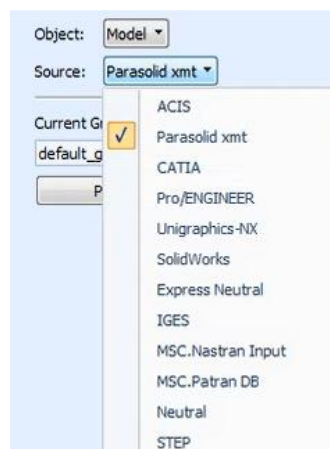 Object: Model
Source: Parasolid xmt
ACIS
Current Gr
Parasolid xmt
default_g
CATIA
P
Pro/ENGINEER
Unigraphics-NX
SolidWorks
Express Neutral
IGES
MSC.Nastran Input
MSC.Patran DB
Neutral
STEP